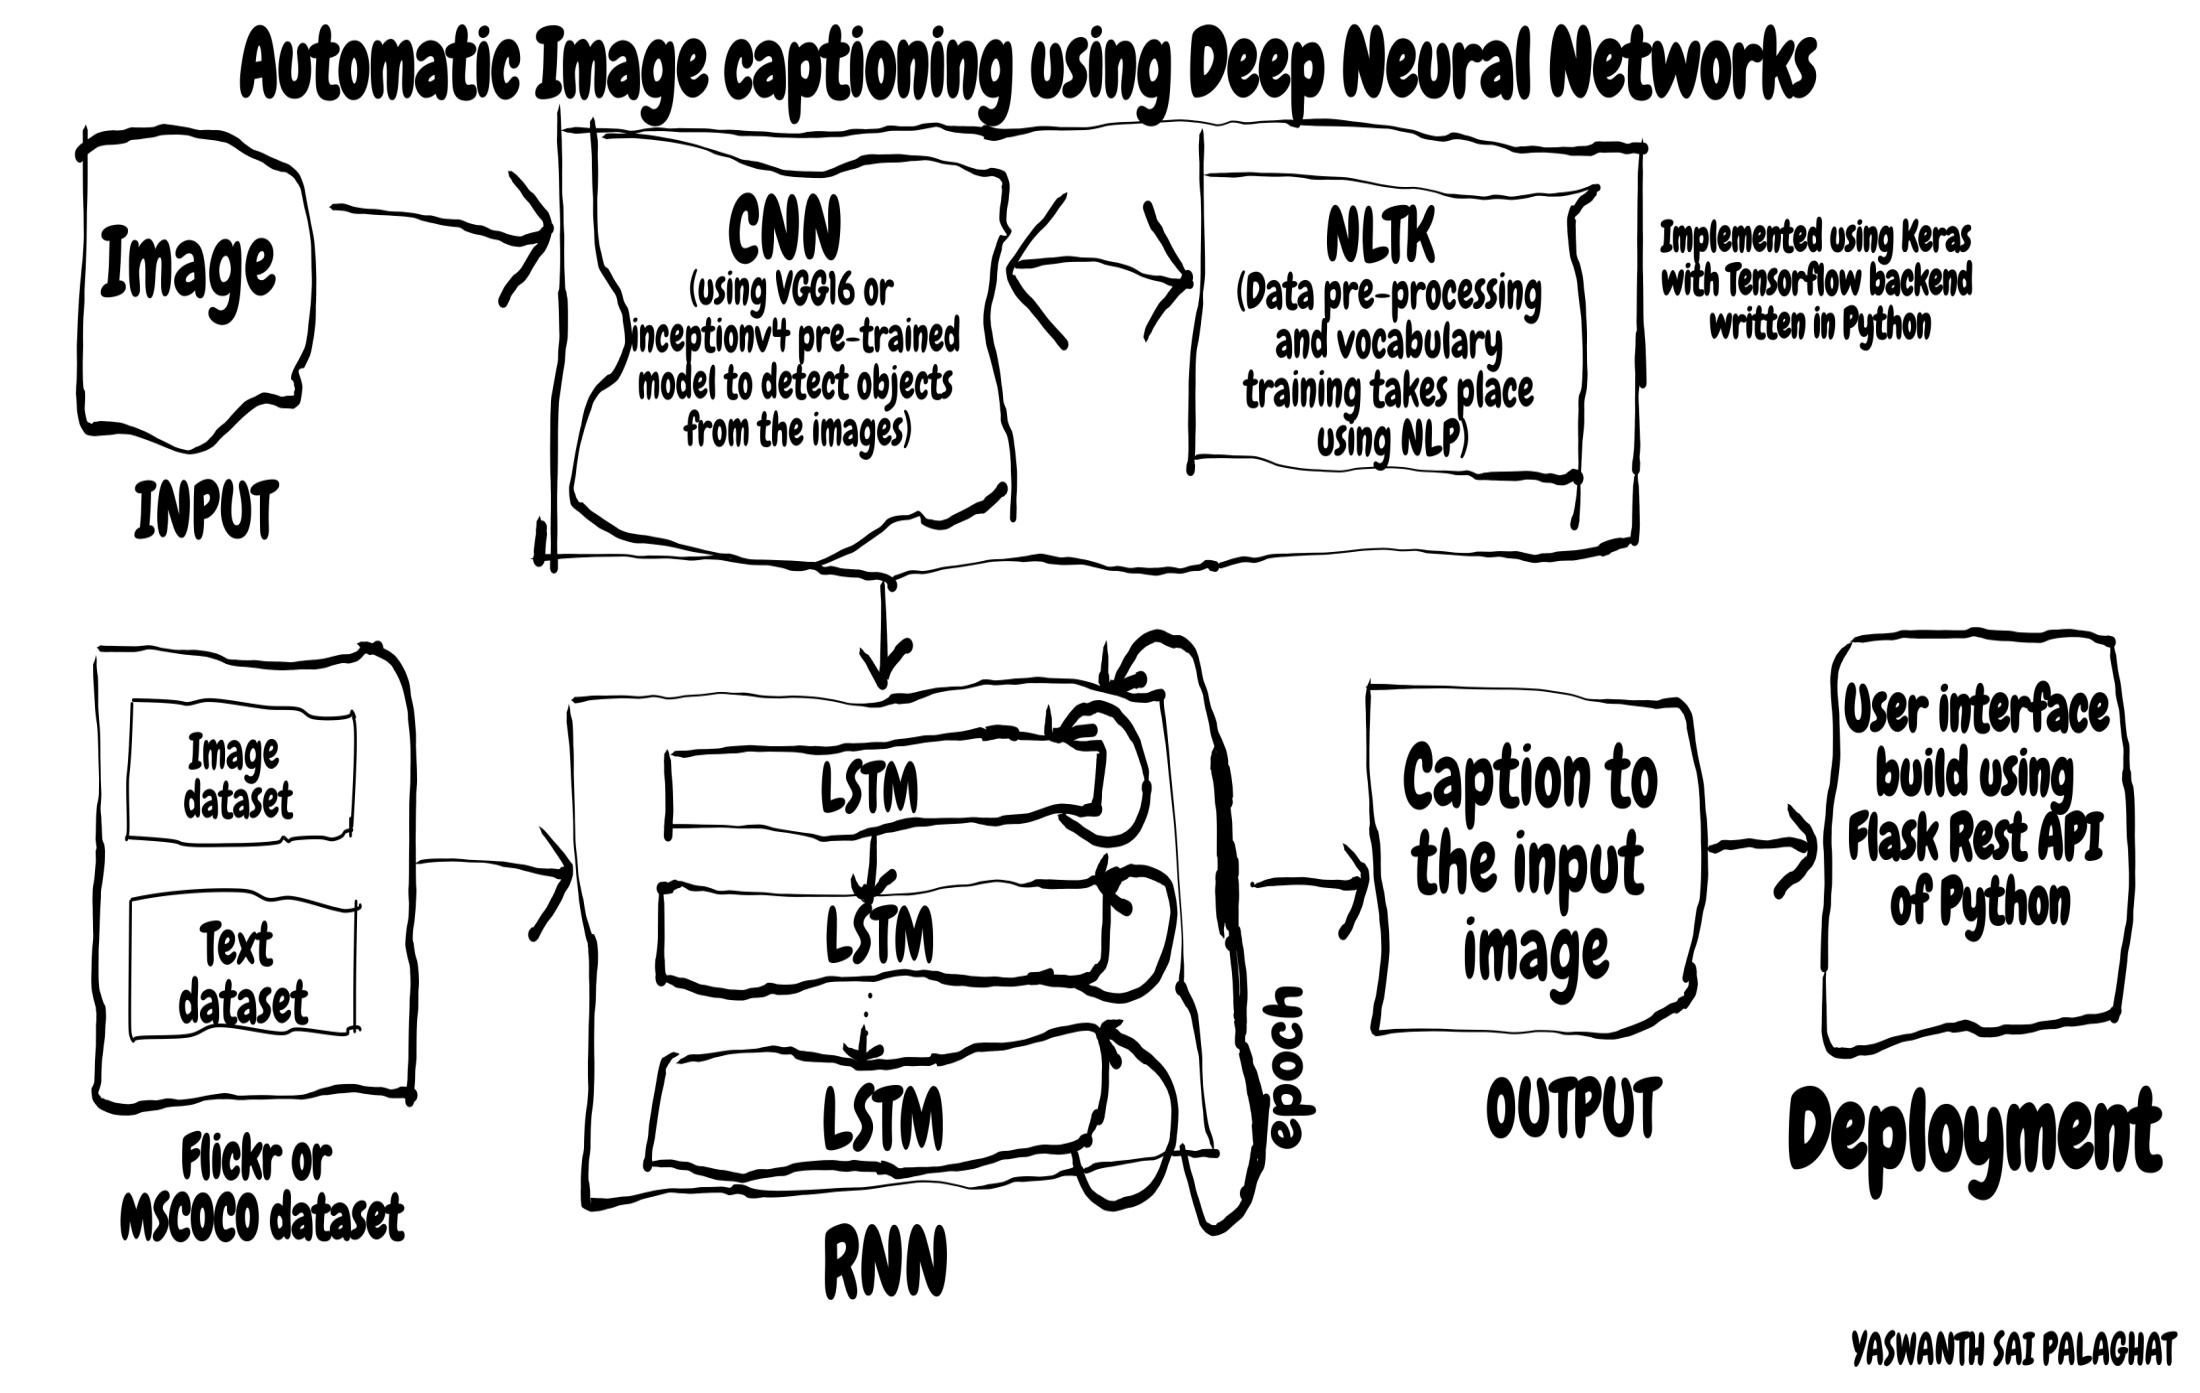 Automatic Image captioning using Deep Neural Networks
Image
INPUT
CNN
(using VGG16 or
inceptionv4 pre-trained
model to detect objects
from the images)
NLTK
(Data pre-processing
and vocabulary
training takes place
using NLP)
Implemented using Keras
with Tensorflow backend
written in Python
Image
dataset
Text
dataset
Flickr or
MSCOCO dataset
LSTM
LSTM
LSTM
RNN
epoch
Caption to
the input
image
OUTPUT
User interface
build using
Flask Rest API
of Python
Deployment
YASWANTH SAI PALAGHAT